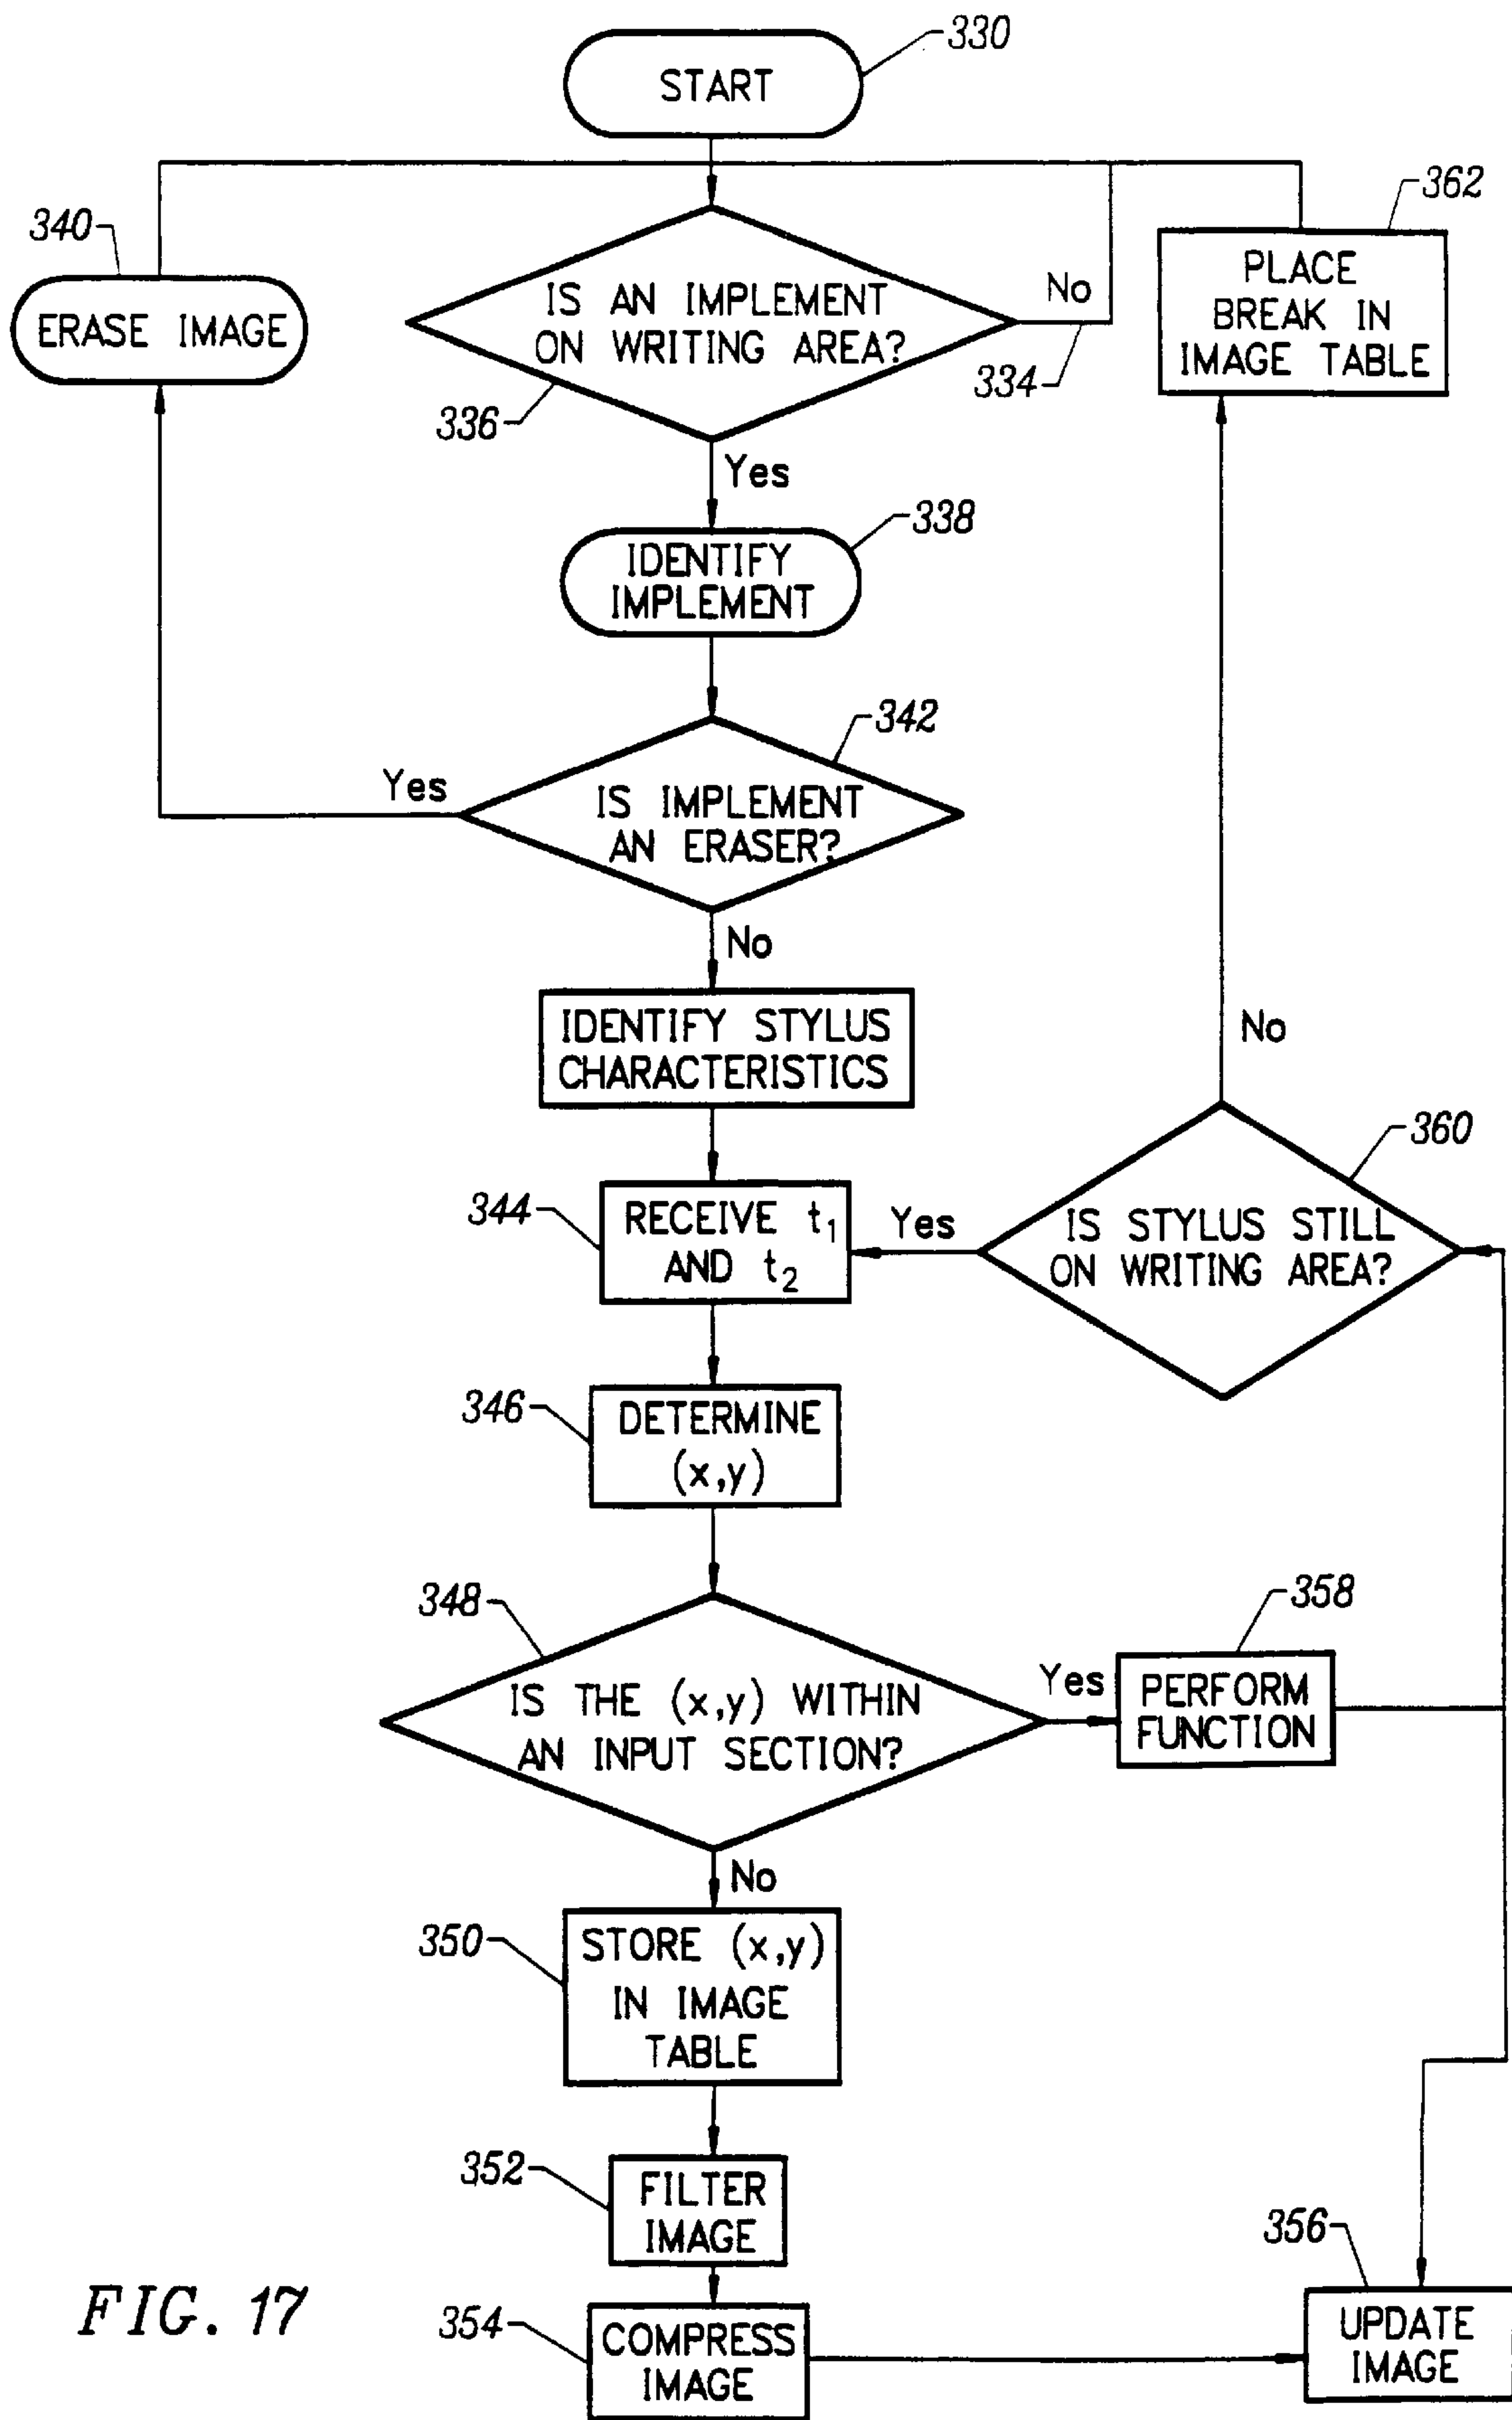 330
START
362
340
IS AN IMPLEMENT
ON WRITING AREA?
No
334
336
ERASE IMAGE
PLACE
BREAK IN
IMAGE TABLE
Yes
338
IDENTIFY
IMPLEMENT
342
Yes
IS IMPLEMENT
AN ERASER?
No
IDENTIFY STYLUS
CHARACTERISTICS
No
360
344
RECEIVE t₁
AND t₂
Yes
IS STYLUS STILL
ON WRITING AREA?
346
DETERMINE
(x,y)
348
IS THE (x,y) WITHIN
AN INPUT SECTION?
Yes
358
PERFORM
FUNCTION
No
350
STORE (x,y)
IN IMAGE
TABLE
352
FILTER
IMAGE
356
354
COMPRESS
IMAGE
UPDATE
IMAGE
FIG. 17